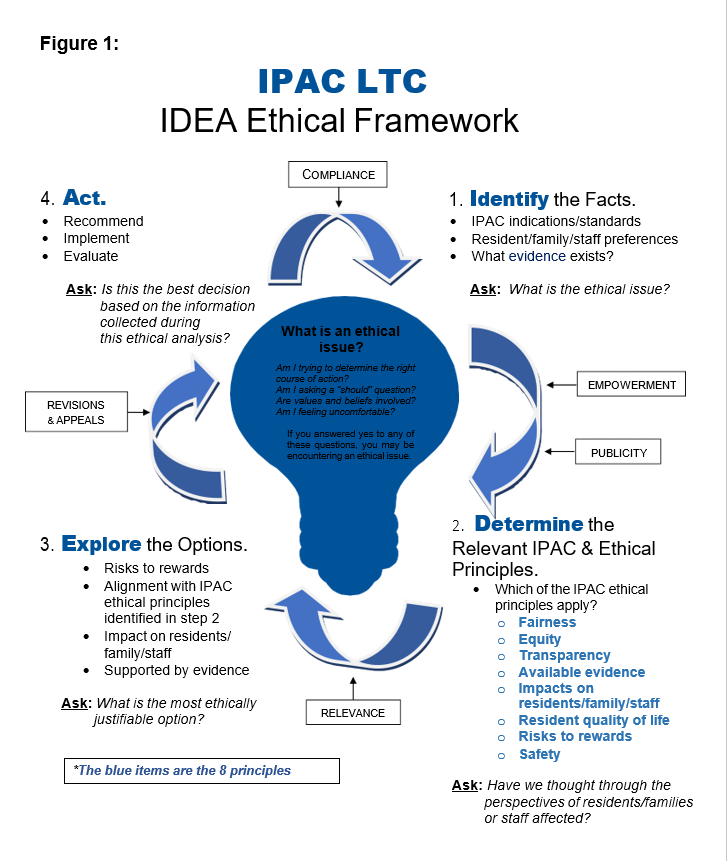 Figure 1:
IPAC LTC
IDEA Ethical Framework
COMPLIANCE
4. Act.
• Recommend
• Implement
• Evaluate
Ask: Is this the best decision
based on the information
collected during
this ethical analysis?
1. Identify the Facts.
• IPAC indications/standards
• Resident/family/staff preferences
• What evidence exists?
Ask: What is the ethical issue?
What is an ethical
issue?
Am I trying to determine the right
course of action?
Am I asking a "should" question?
Are values and beliefs involved?
Am I feeling uncomfortable?
If you answered yes to any of
these questions, you may be
encountering an ethical issue.
EMPOWERMENT
PUBLICITY
REVISIONS
& APPEALS
3. Explore the Options.
• Risks to rewards
• Alignment with IPAC
ethical principles
identified in step 2
• Impact on residents/
family/staff
• Supported by evidence
Ask: What is the most ethically
justifiable option?
2. Determine the
Relevant IPAC & Ethical
Principles.
• Which of the IPAC ethical
principles apply?
o Fairness
o Equity
o Transparency
o Available evidence
o Impacts on
residents/family/staff
o Resident quality of life
o Risks to rewards
o Safety
Ask: Have we thought through the
perspectives of residents/families
or staff affected?
RELEVANCE
*The blue items are the 8 principles